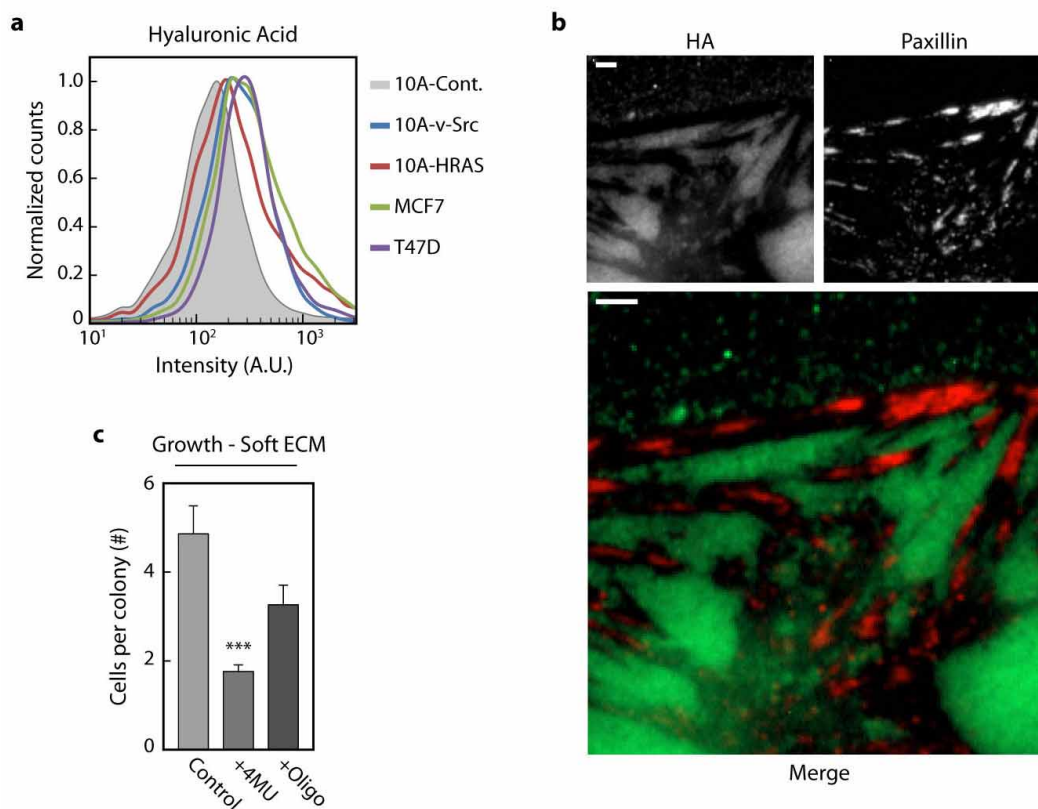 a
Hyaluronic Acid
Normalized counts
1.0
0.8
0.6
0.4
0.2
0
10¹ 10² 10³
Intensity (A.U.)
10A-Cont.
10A-v-Src
10A-HRAS
MCF7
T47D
b
HA Paxillin
Merge
c
Growth - Soft ECM
Cells per colony (#)
6
4
2
0
***
Control +4MU +Oligo